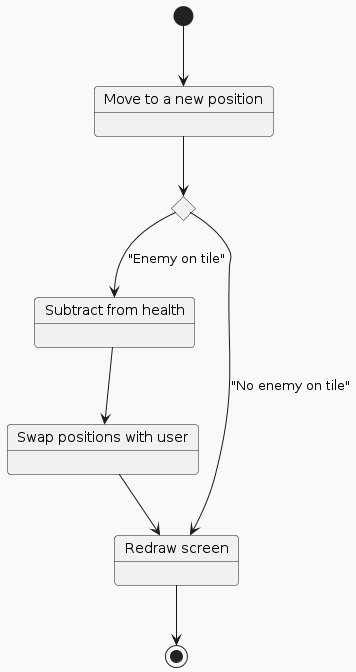 Move to a new position
"Enemy on tile"
Subtract from health
"No enemy on tile"
Swap positions with user
Redraw screen